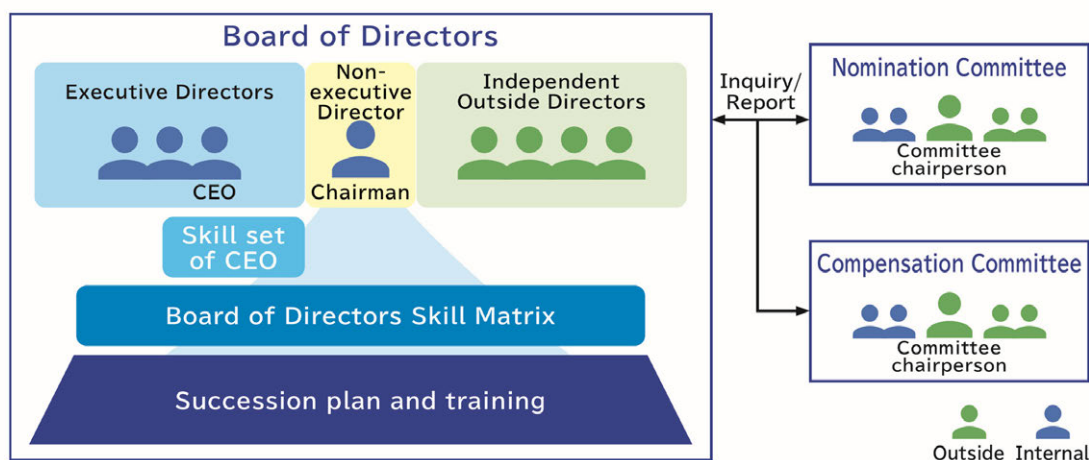 Board of Directors
Executive Directors
CEO
Non-
executive
Director
Chairman
Independent
Outside Directors
Skill set
of CEO
Board of Directors Skill Matrix
Succession plan and training
Inquiry/
Report
Nomination Committee
Committee
chairperson
Compensation Committee
Committee
chairperson
Outside
Internal